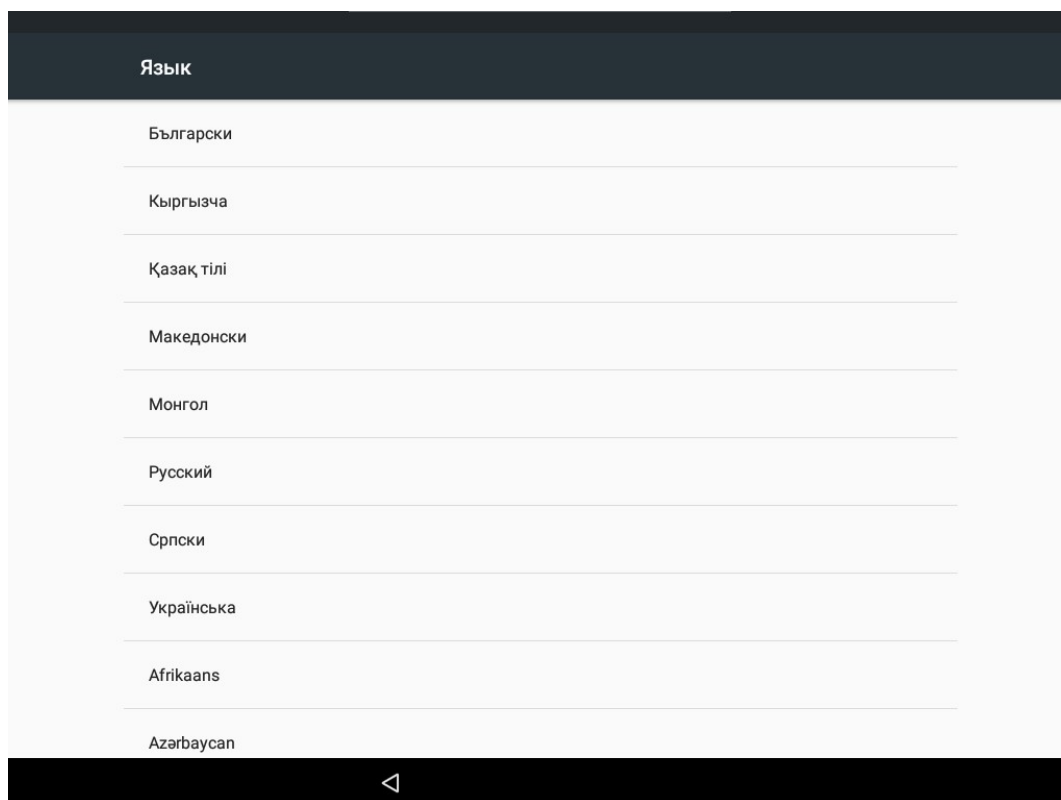 Язык
Български
Кыргызча
Қазақ тілі
Македонски
Монгол
Русский
Српски
Українська
Afrikaans
Azərbaycan